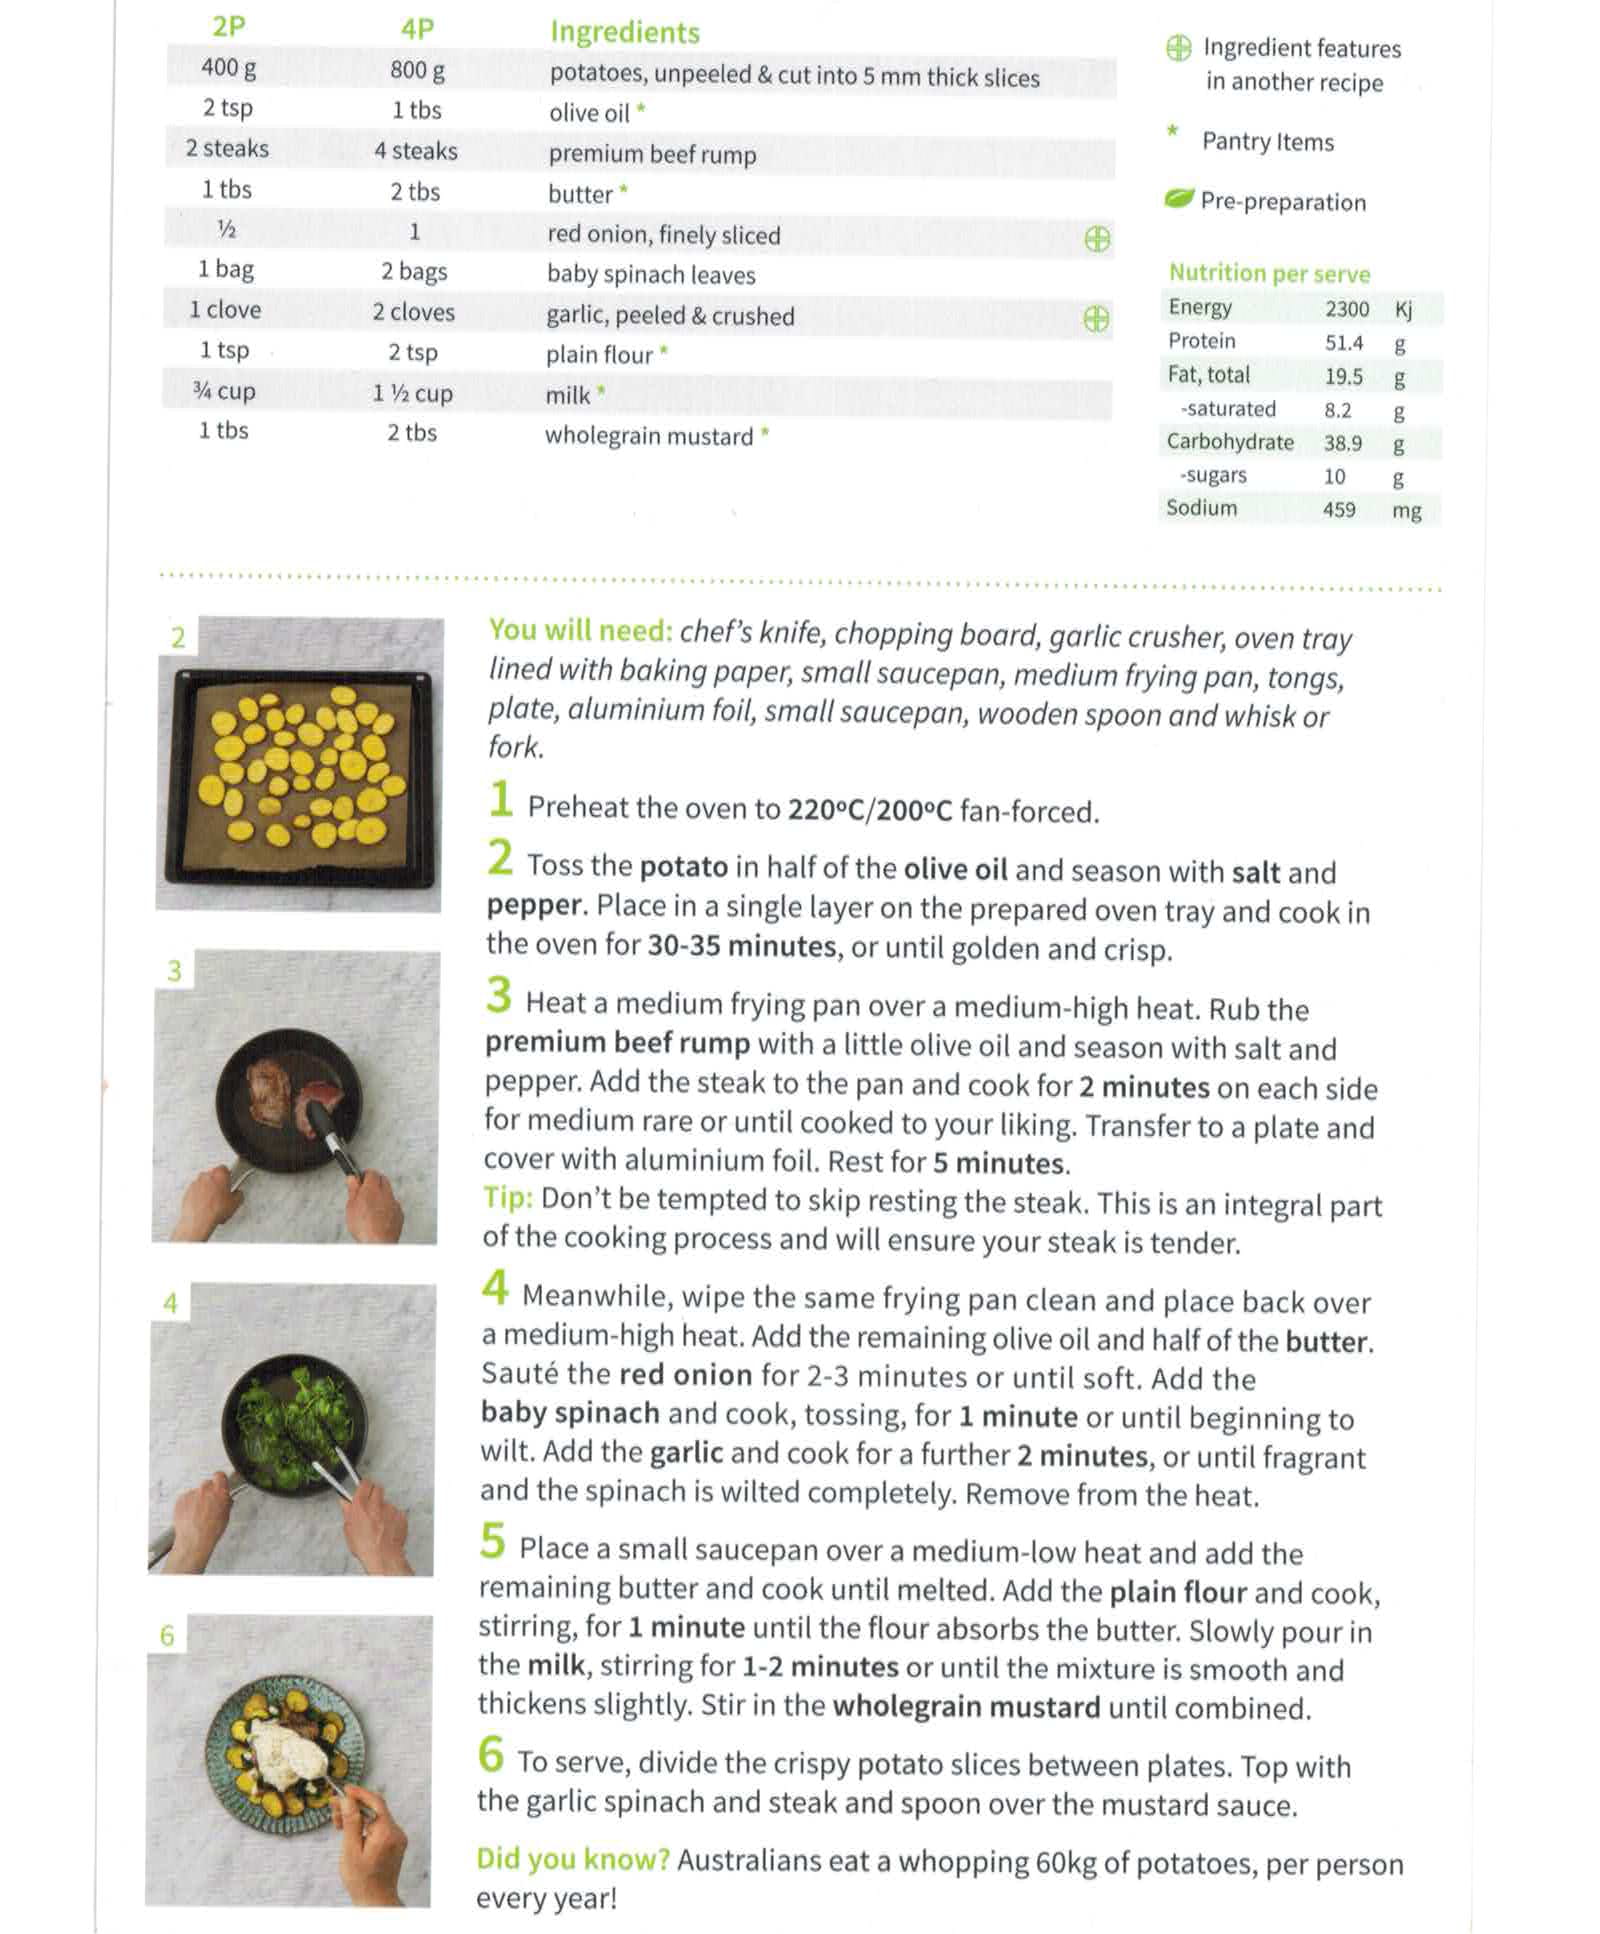 2P 4P Ingredients
400 g 800 g potatoes, unpeeled & cut into 5 mm thick slices
2 tsp 1 tbs olive oil *
2 steaks 4 steaks premium beef rump
1 tbs 2 tbs butter *
½ 1 red onion, finely sliced
1 bag 2 bags baby spinach leaves
1 clove 2 cloves garlic, peeled & crushed
1 tsp 2 tsp plain flour *
¾ cup 1 ½ cup milk *
1 tbs 2 tbs wholegrain mustard *
Ingredient features
in another recipe
* Pantry Items
Pre-preparation
Nutrition per serve
Energy 2300 Kj
Protein 51.4 g
Fat, total 19.5 g
-saturated 8.2 g
Carbohydrate 38.9 g
-sugars 10 g
Sodium 459 mg
2
3
4
6
You will need: chef's knife, chopping board, garlic crusher, oven tray
lined with baking paper, small saucepan, medium frying pan, tongs,
plate, aluminium foil, small saucepan, wooden spoon and whisk or
fork.
1 Preheat the oven to 220ºC/200ºC fan-forced.
2 Toss the potato in half of the olive oil and season with salt and
pepper. Place in a single layer on the prepared oven tray and cook in
the oven for 30-35 minutes, or until golden and crisp.
3 Heat a medium frying pan over a medium-high heat. Rub the
premium beef rump with a little olive oil and season with salt and
pepper. Add the steak to the pan and cook for 2 minutes on each side
for medium rare or until cooked to your liking. Transfer to a plate and
cover with aluminium foil. Rest for 5 minutes.
Tip: Don't be tempted to skip resting the steak. This is an integral part
of the cooking process and will ensure your steak is tender.
4 Meanwhile, wipe the same frying pan clean and place back over
a medium-high heat. Add the remaining olive oil and half of the butter.
Sauté the red onion for 2-3 minutes or until soft. Add the
baby spinach and cook, tossing, for 1 minute or until beginning to
wilt. Add the garlic and cook for a further 2 minutes, or until fragrant
and the spinach is wilted completely. Remove from the heat.
5 Place a small saucepan over a medium-low heat and add the
remaining butter and cook until melted. Add the plain flour and cook,
stirring, for 1 minute until the flour absorbs the butter. Slowly pour in
the milk, stirring for 1-2 minutes or until the mixture is smooth and
thickens slightly. Stir in the wholegrain mustard until combined.
6 To serve, divide the crispy potato slices between plates. Top with
the garlic spinach and steak and spoon over the mustard sauce.
Did you know? Australians eat a whopping 60kg of potatoes, per person
every year!